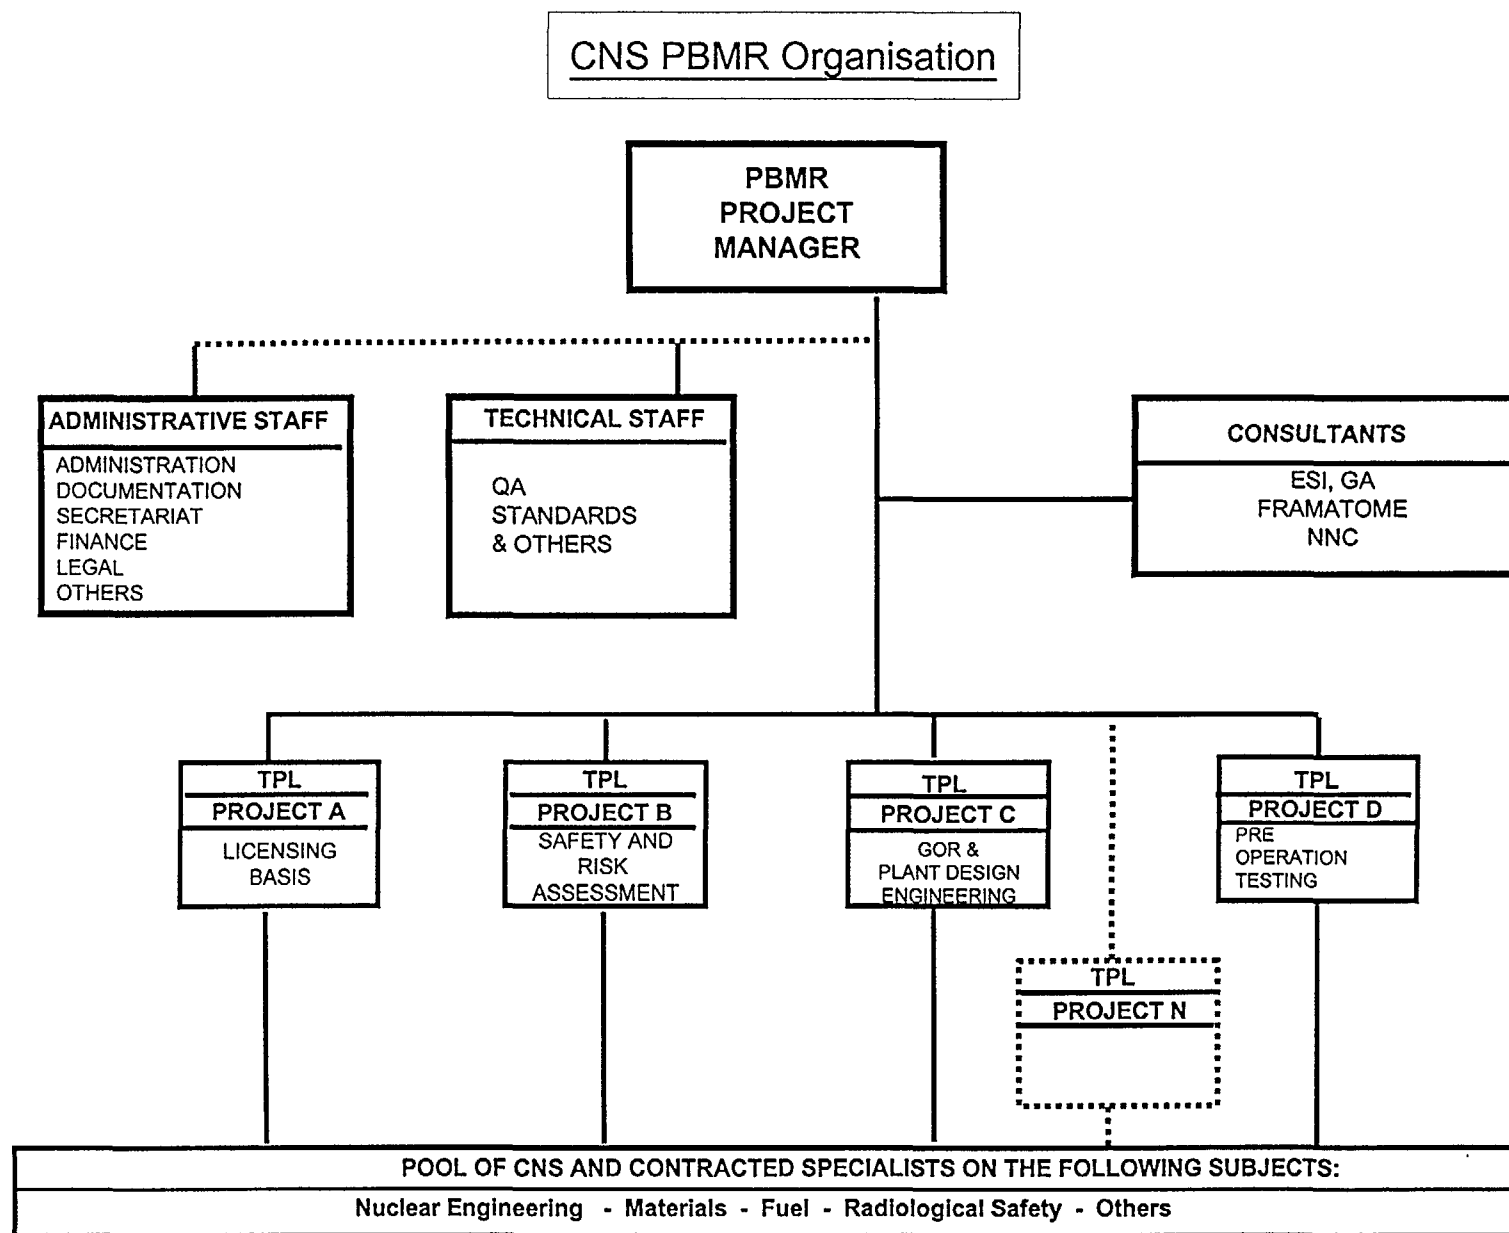 CNS PBMR Organisation
PBMR
PROJECT
MANAGER
ADMINISTRATIVE STAFF
ADMINISTRATION
DOCUMENTATION
SECRETARIAT
FINANCE
LEGAL
OTHERS
TECHNICAL STAFF
QA
STANDARDS
& OTHERS
CONSULTANTS
ESI, GA
FRAMATOME
NNC
TPL
PROJECT A
LICENSING
BASIS
TPL
PROJECT B
SAFETY AND
RISK
ASSESSMENT
TPL
PROJECT C
GOR &
PLANT DESIGN
ENGINEERING
TPL
PROJECT D
PRE
OPERATION
TESTING
TPL
PROJECT N
POOL OF CNS AND CONTRACTED SPECIALISTS ON THE FOLLOWING SUBJECTS:
Nuclear Engineering - Materials - Fuel - Radiological Safety - Others